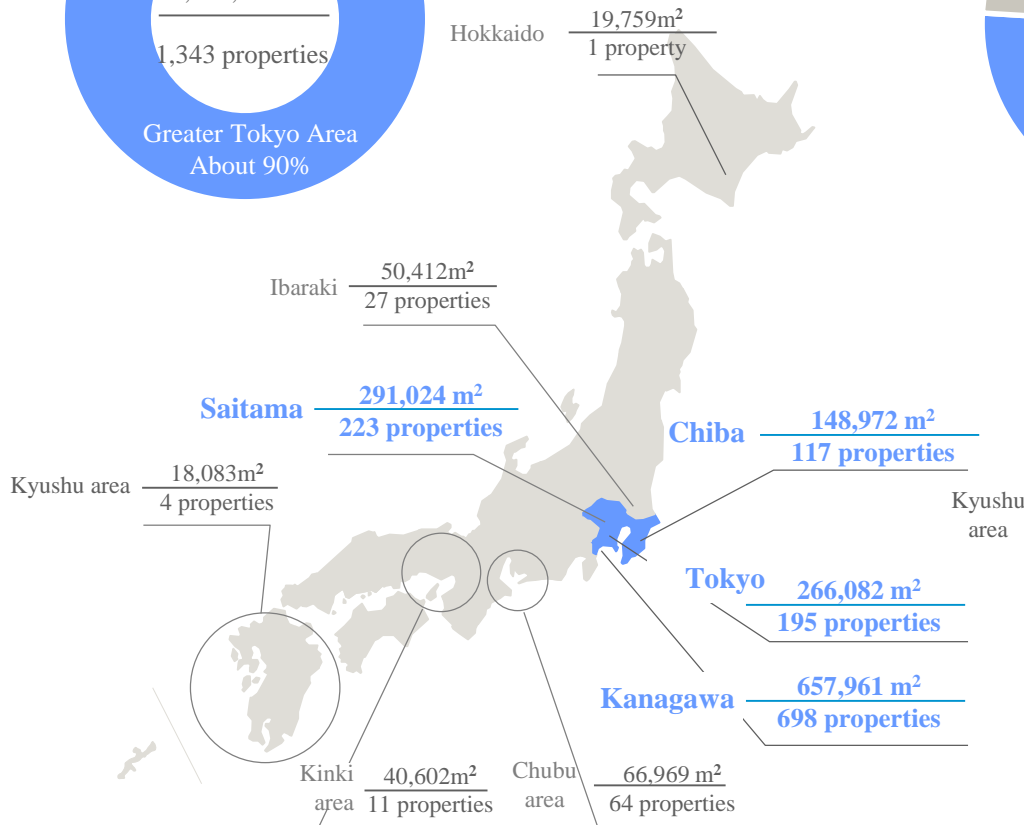 1,343 properties
Greater Tokyo Area
About 90%
Hokkaido
19,759m²
1 property
Ibaraki
50,412m²
27 properties
Saitama
291,024 m²
223 properties
Chiba
148,972 m²
117 properties
Kyushu area
18,083m²
4 properties
Kyushu
area
Tokyo
266,082 m²
195 properties
Kanagawa
657,961 m²
698 properties
Kinki
area
40,602m²
11 properties
Chubu
area
66,969 m²
64 properties